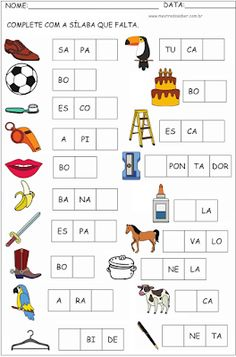 NOME: DATA:
www.mestredosaber.com.br
COMPLETE COM A SÍLABA QUE FALTA.
SA PA
TU CA
BO
BO
ES CO
ES CA
A PI
PON TA DOR
BO
BA NA
LA
ES PA
VA LO
BO
NE LA
A RA
CA
BI DE
NE TA